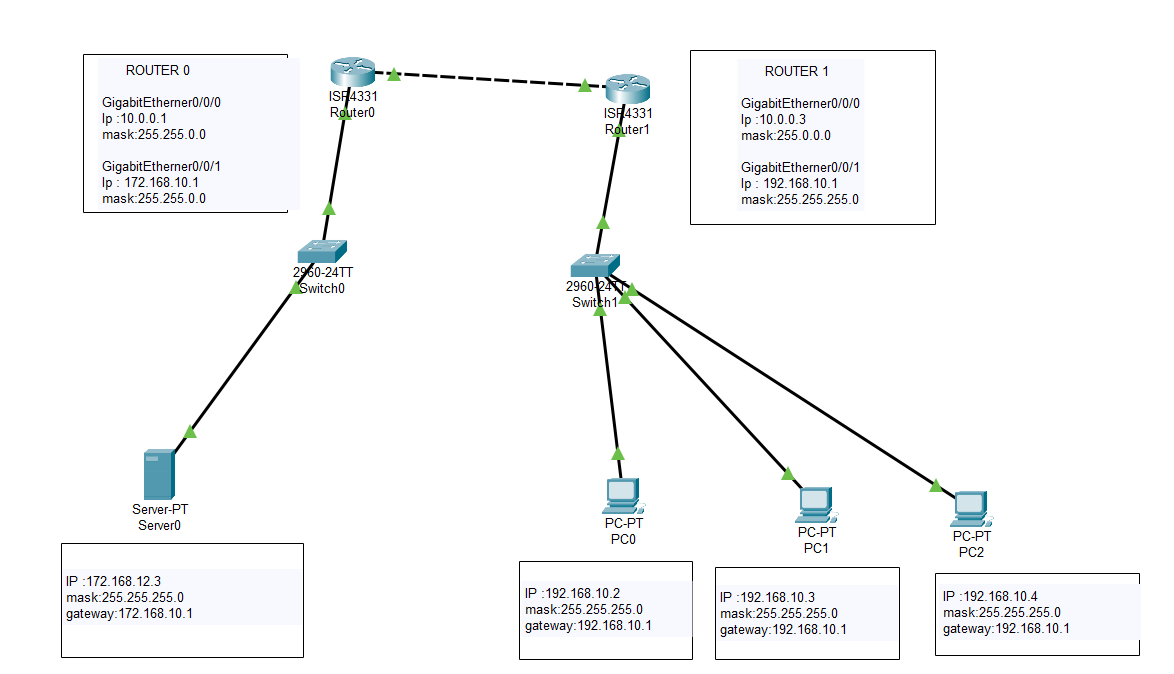 ROUTER 0
GigabitEtherner0/0/0
Ip :10.0.0.1
mask:255.255.0.0
GigabitEtherner0/0/1
Ip : 172.168.10.1
mask:255.255.0.0
ISR4331
Router0
ISR4331
Router1
ROUTER 1
GigabitEtherner0/0/0
Ip :10.0.0.3
mask:255.0.0.0
GigabitEtherner0/0/1
Ip : 192.168.10.1
mask:255.255.255.0
2960-24TT
Switch0
2960-24TT
Switch1
Server-PT
Server0
PC-PT
PC0
PC-PT
PC1
PC-PT
PC2
IP :172.168.12.3
mask:255.255.255.0
gateway:172.168.10.1
IP :192.168.10.2
mask:255.255.255.0
gateway:192.168.10.1
IP :192.168.10.3
mask:255.255.255.0
gateway:192.168.10.1
IP :192.168.10.4
mask:255.255.255.0
gateway:192.168.10.1